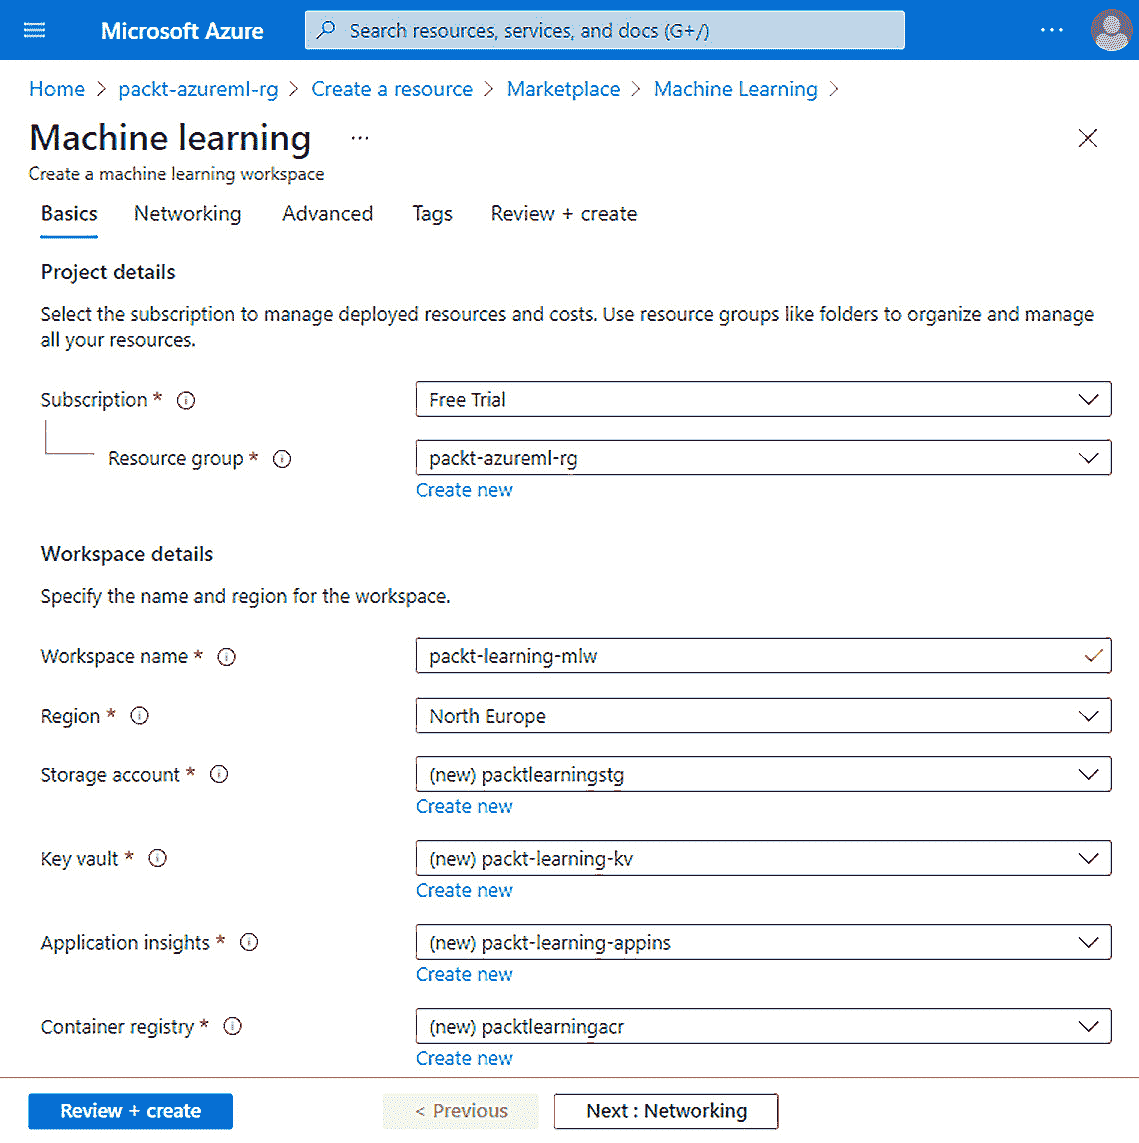 Microsoft Azure
Search resources, services, and docs (G+/)
Home > packt-azureml-rg > Create a resource > Marketplace > Machine Learning >
Machine learning ...
Create a machine learning workspace
Basics Networking Advanced Tags Review + create
Project details
Select the subscription to manage deployed resources and costs. Use resource groups like folders to organize and manage
all your resources.
Subscription * Free Trial
Resource group * packt-azureml-rg
Create new
Workspace details
Specify the name and region for the workspace.
Workspace name * packt-learning-mlw
Region * North Europe
Storage account * (new) packtlearningstg
Create new
Key vault * (new) packt-learning-kv
Create new
Application insights * (new) packt-learning-appins
Create new
Container registry * (new) packtlearningacr
Create new
Review + create < Previous Next : Networking